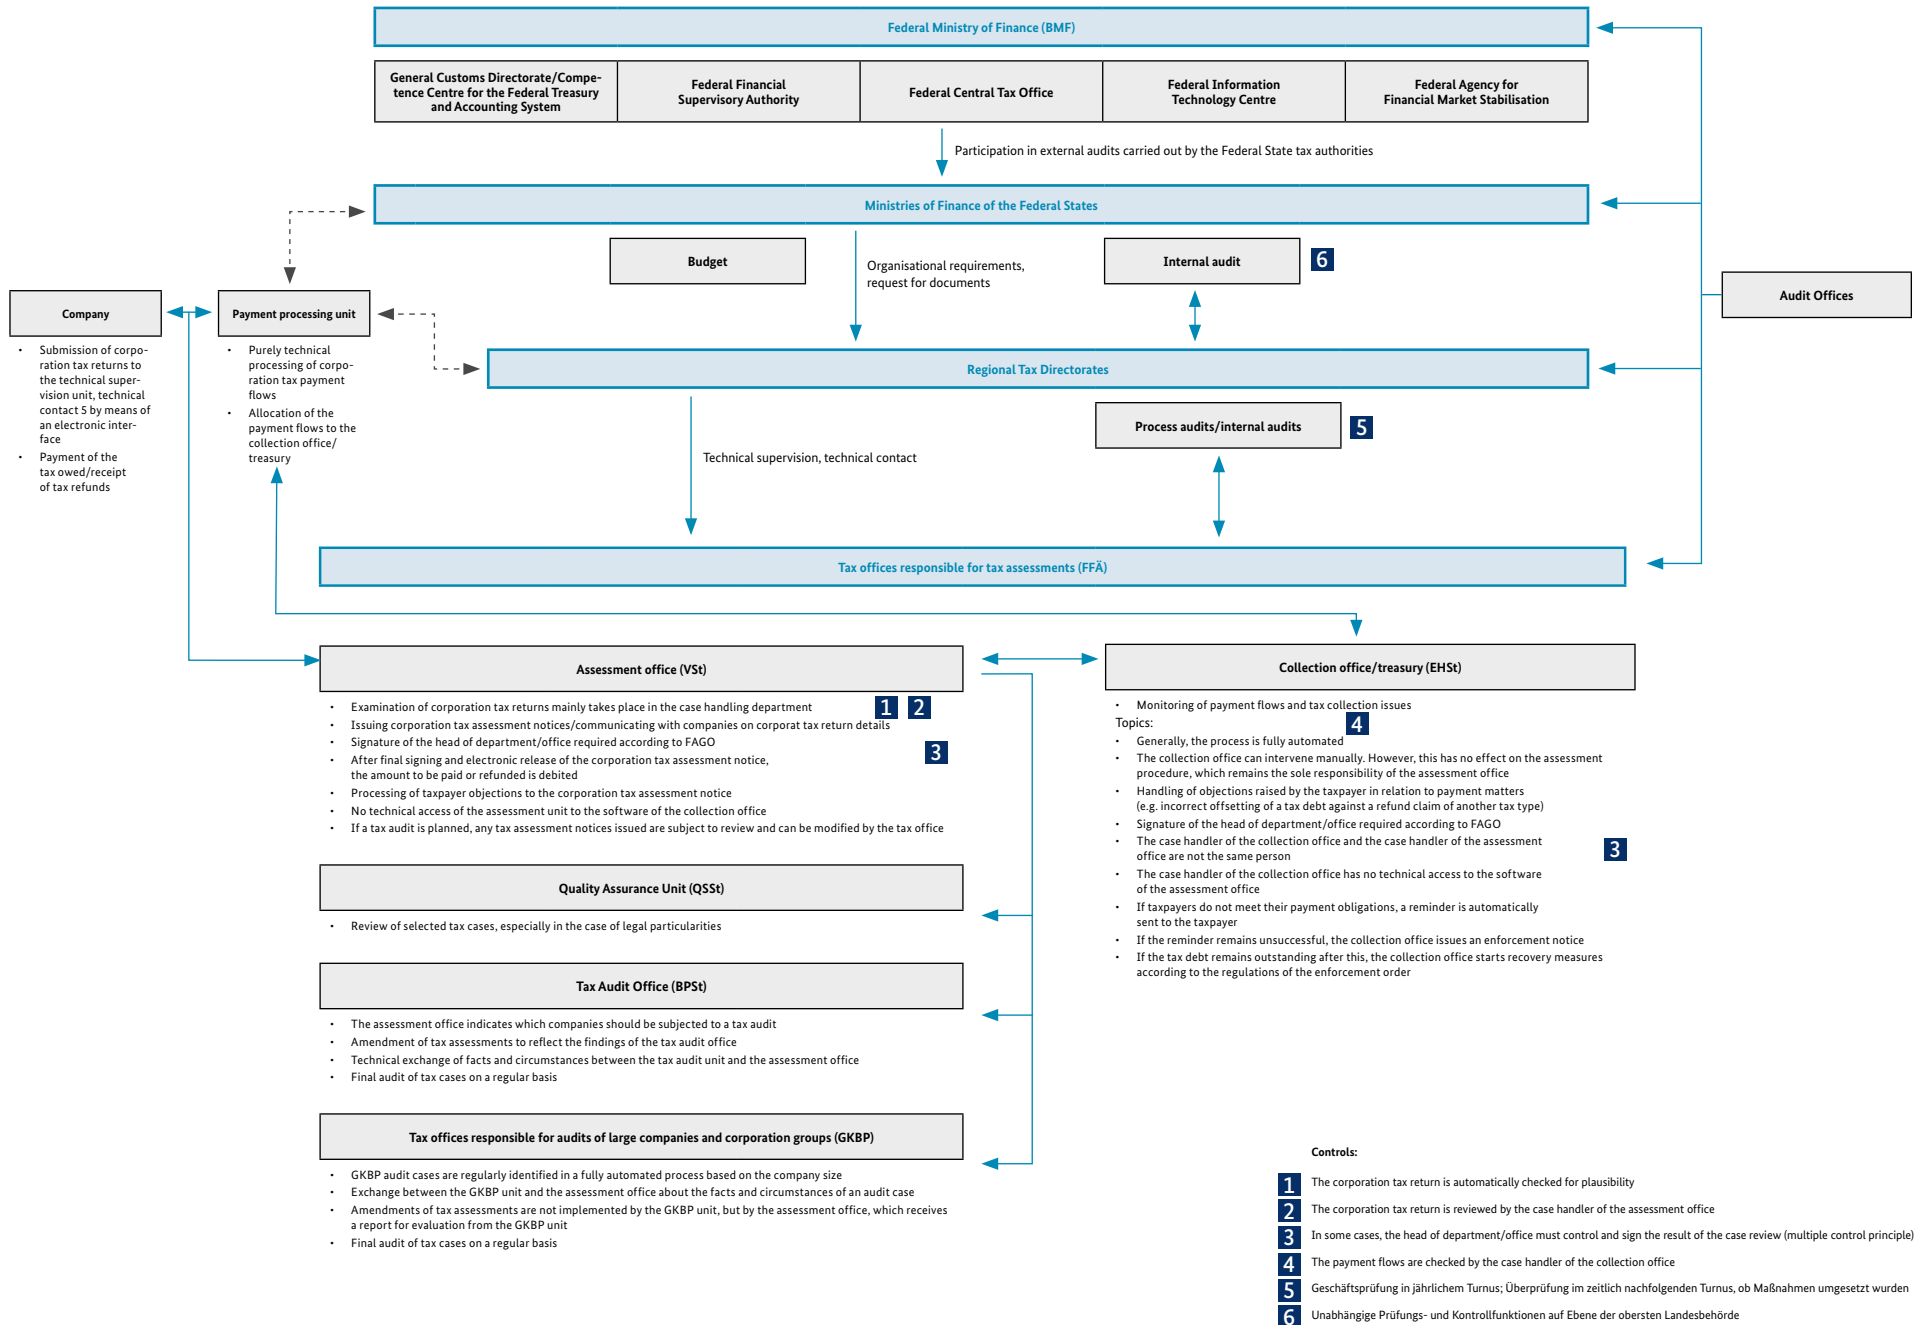 Federal Ministry of Finance (BMF)
General Customs Directorate/Compe-
tence Centre for the Federal Treasury
and Accounting System
Federal Financial
Supervisory Authority
Federal Central Tax Office
Federal Information
Technology Centre
Federal Agency for
Financial Market Stabilisation
Participation in external audits carried out by the Federal State tax authorities
Ministries of Finance of the Federal States
Budget
Organisational requirements,
request for documents
Internal audit
6
Audit Offices
Company
• Submission of corpo-
ration tax returns to
the technical super-
vision unit, technical
contact 5 by means of
an electronic inter-
face
• Payment of the
tax owed/receipt
of tax refunds
Payment processing unit
• Purely technical
processing of corpo-
ration tax payment
flows
• Allocation of the
payment flows to the
collection office/
treasury
Regional Tax Directorates
Process audits/internal audits
5
Technical supervision, technical contact
Tax offices responsible for tax assessments (FFÄ)
Assessment office (VSt)
• Examination of corporation tax returns mainly takes place in the case handling department
1 2
• Issuing corporation tax assessment notices/communicating with companies on corporat tax return details
• Signature of the head of department/office required according to FAGO
3
• After final signing and electronic release of the corporation tax assessment notice,
the amount to be paid or refunded is debited
• Processing of taxpayer objections to the corporation tax assessment notice
• No technical access of the assessment unit to the software of the collection office
• If a tax audit is planned, any tax assessment notices issued are subject to review and can be modified by the tax office
Quality Assurance Unit (QSSt)
• Review of selected tax cases, especially in the case of legal particularities
Tax Audit Office (BPSt)
• The assessment office indicates which companies should be subjected to a tax audit
• Amendment of tax assessments to reflect the findings of the tax audit office
• Technical exchange of facts and circumstances between the tax audit unit and the assessment office
• Final audit of tax cases on a regular basis
Tax offices responsible for audits of large companies and corporation groups (GKBP)
• GKBP audit cases are regularly identified in a fully automated process based on the company size
• Exchange between the GKBP unit and the assessment office about the facts and circumstances of an audit case
• Amendments of tax assessments are not implemented by the GKBP unit, but by the assessment office, which receives
a report for evaluation from the GKBP unit
• Final audit of tax cases on a regular basis
Collection office/treasury (EHSt)
• Monitoring of payment flows and tax collection issues
Topics:
4
• Generally, the process is fully automated
• The collection office can intervene manually. However, this has no effect on the assessment
procedure, which remains the sole responsibility of the assessment office
• Handling of objections raised by the taxpayer in relation to payment matters
(e.g. incorrect offsetting of a tax debt against a refund claim of another tax type)
• Signature of the head of department/office required according to FAGO
• The case handler of the collection office and the case handler of the assessment
office are not the same person
3
• The case handler of the collection office has no technical access to the software
of the assessment office
• If taxpayers do not meet their payment obligations, a reminder is automatically
sent to the taxpayer
• If the reminder remains unsuccessful, the collection office issues an enforcement notice
• If the tax debt remains outstanding after this, the collection office starts recovery measures
according to the regulations of the enforcement order
Controls:
1 The corporation tax return is automatically checked for plausibility
2 The corporation tax return is reviewed by the case handler of the assessment office
3 In some cases, the head of department/office must control and sign the result of the case review (multiple control principle)
4 The payment flows are checked by the case handler of the collection office
5 Geschäftsprüfung in jährlichem Turnus; Überprüfung im zeitlich nachfolgenden Turnus, ob Maßnahmen umgesetzt wurden
6 Unabhängige Prüfungs- und Kontrollfunktionen auf Ebene der obersten Landesbehörde